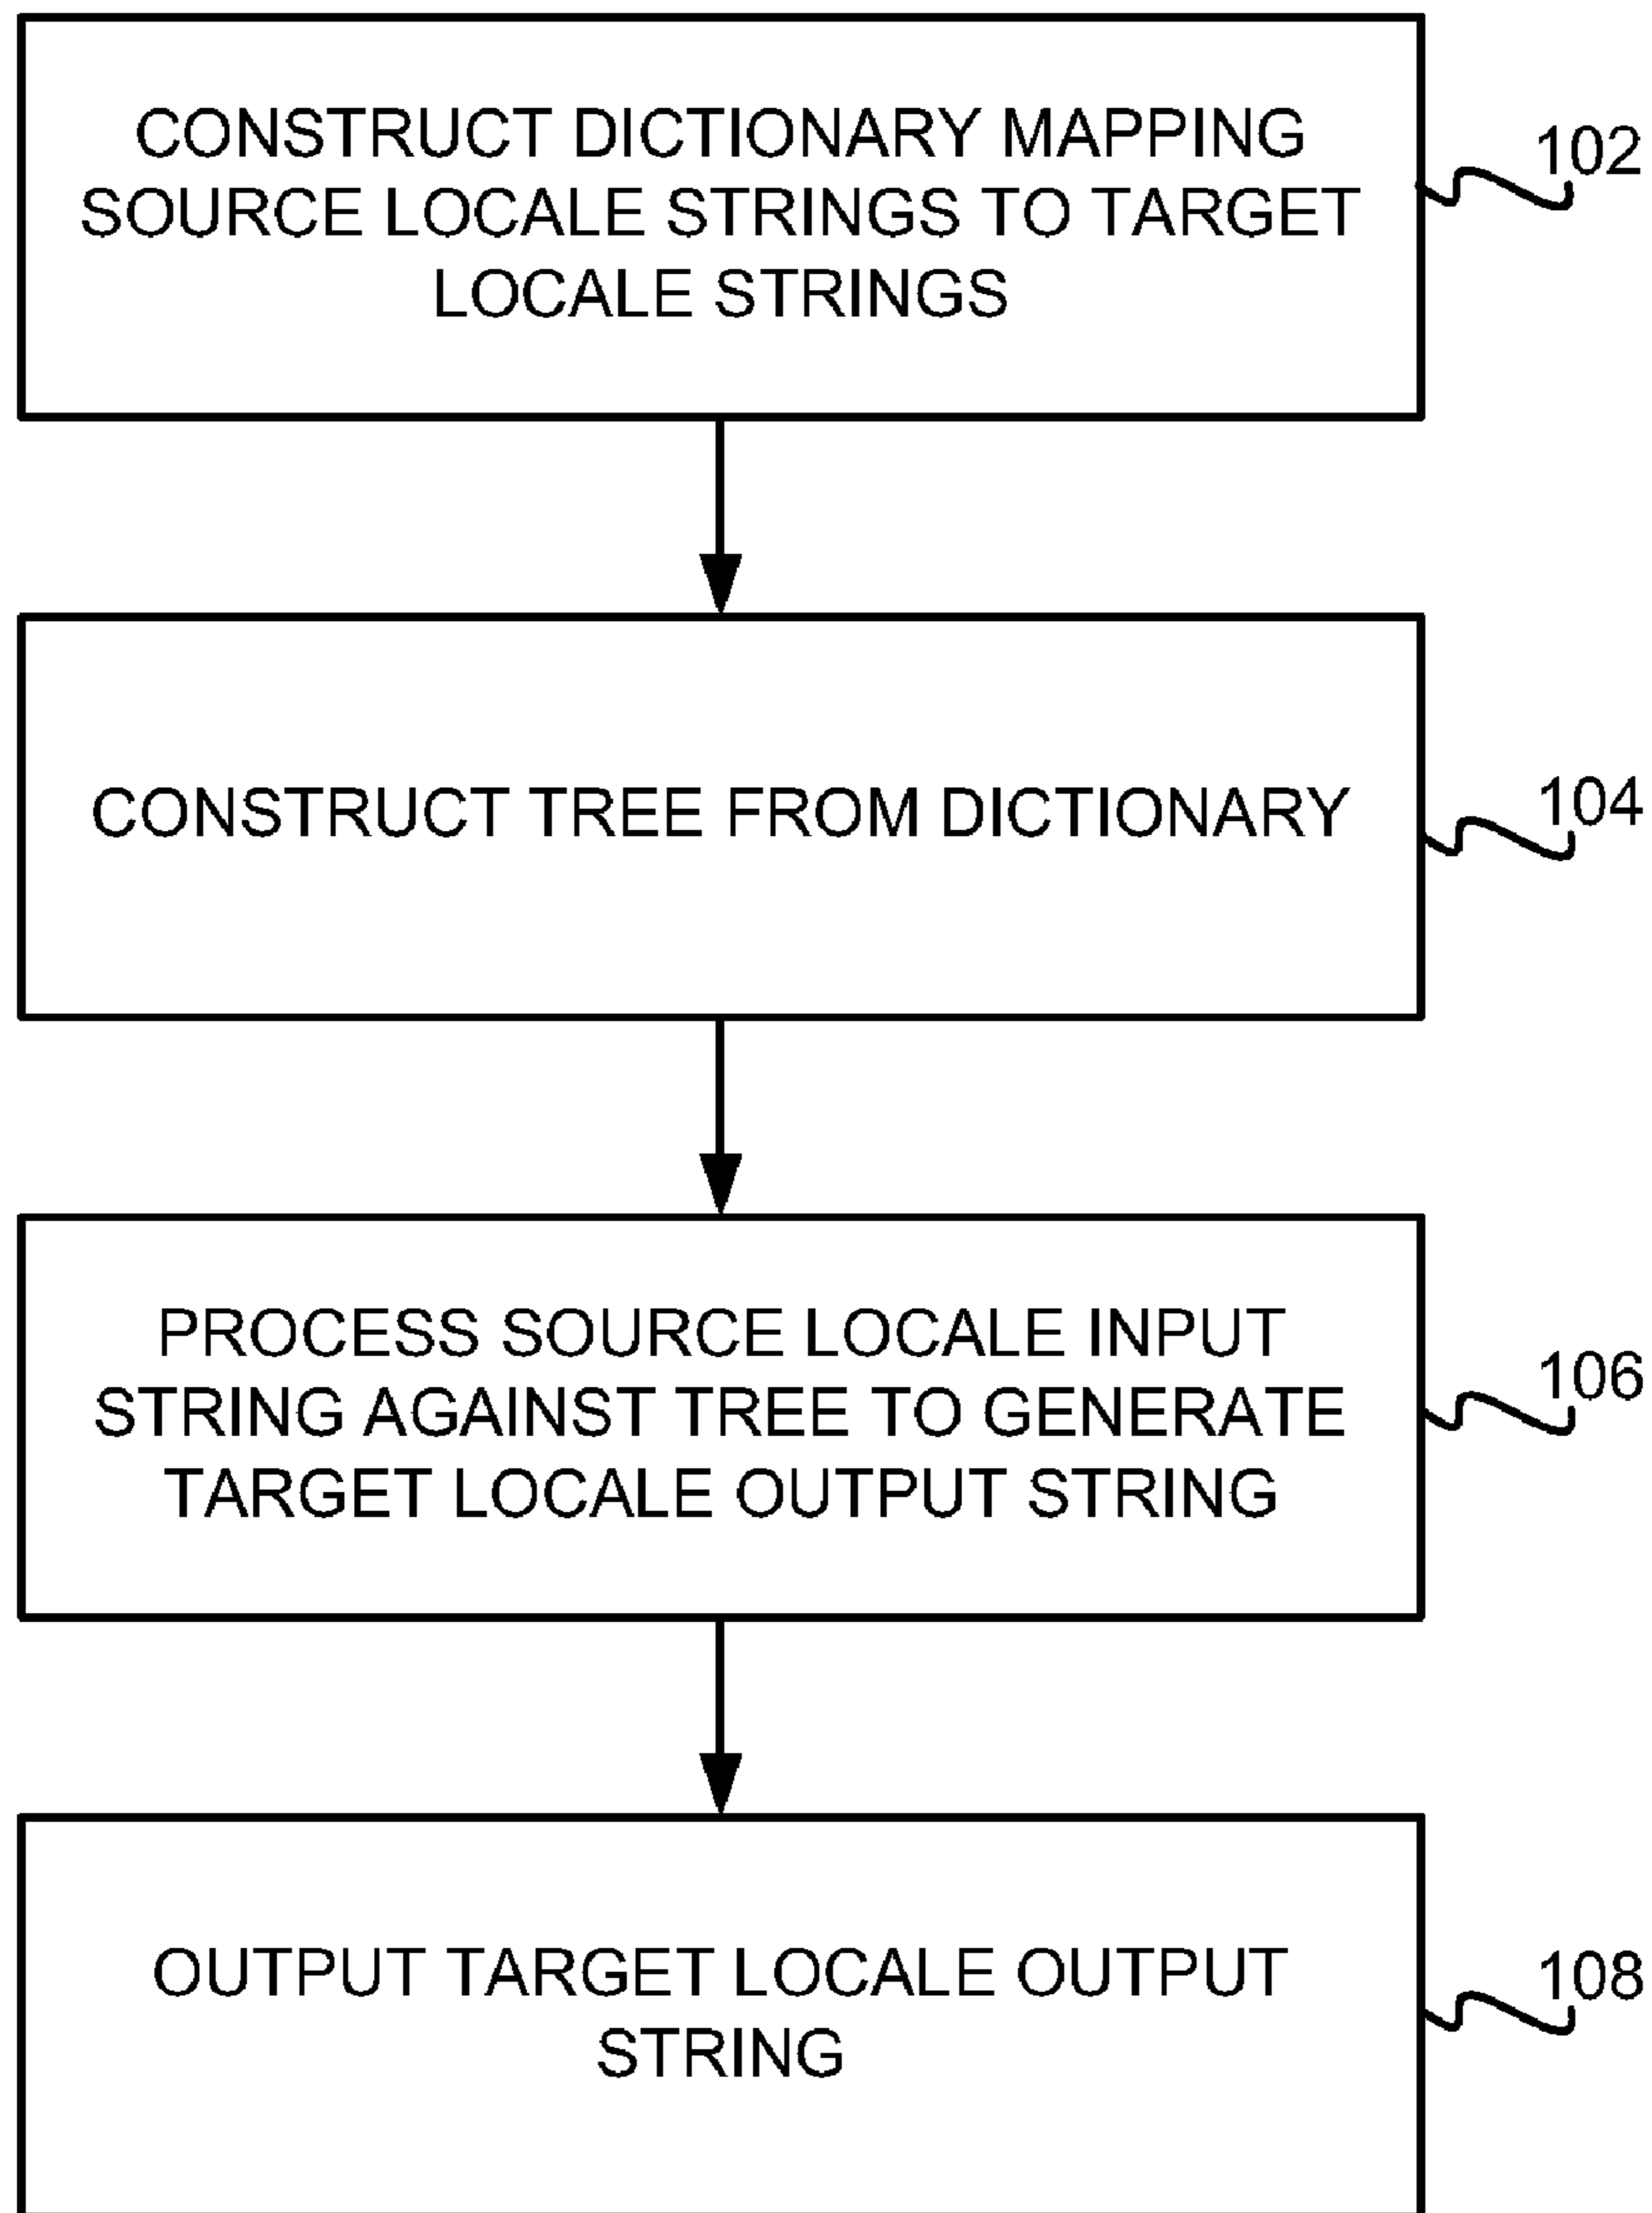 CONSTRUCT DICTIONARY MAPPING
SOURCE LOCALE STRINGS TO TARGET
LOCALE STRINGS
102
CONSTRUCT TREE FROM DICTIONARY
104
PROCESS SOURCE LOCALE INPUT
STRING AGAINST TREE TO GENERATE
TARGET LOCALE OUTPUT STRING
106
OUTPUT TARGET LOCALE OUTPUT
STRING
108